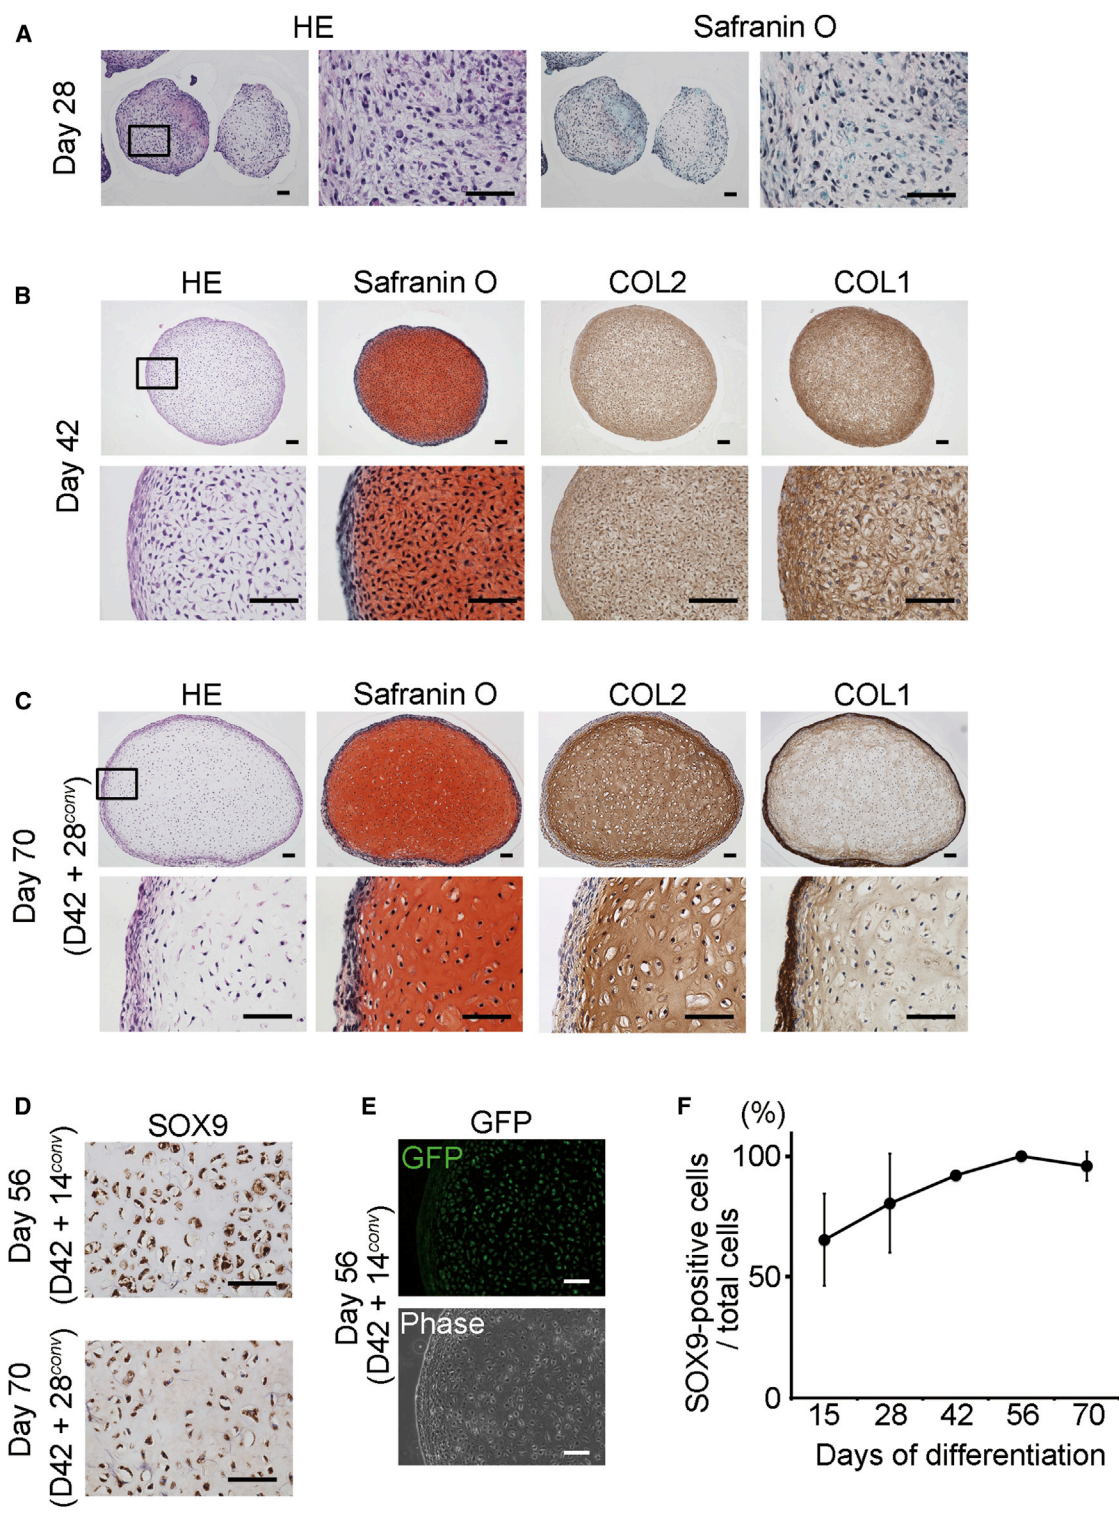 A
HE
Safranin O
Day 28
B
HE
Safranin O
COL2
COL1
Day 42
C
HE
Safranin O
COL2
COL1
Day 70
(D42 + 28conv)
D
SOX9
Day 56
(D42 + 14conv)
Day 70
(D42 + 28conv)
E
GFP
GFP
Day 56
(D42 + 14conv)
Phase
F
(%)
100
50
0
SOX9-positive cells
/ total cells
15 28 42 56 70
Days of differentiation